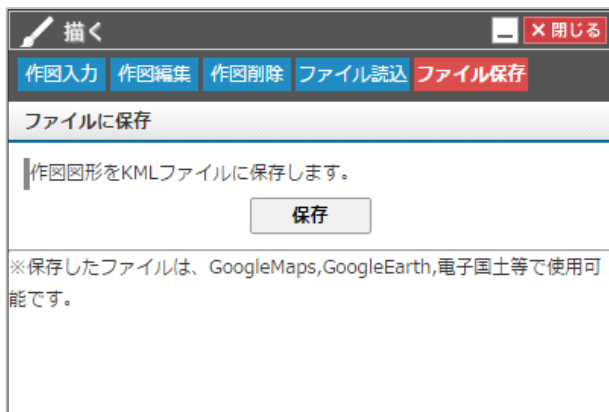 描く
×閉じる
作図入力 作図編集 作図削除 ファイル読込 ファイル保存
ファイルに保存
作図図形をKMLファイルに保存します。
保存
※保存したファイルは、GoogleMaps,GoogleEarth,電子国土等で使用可
能です。